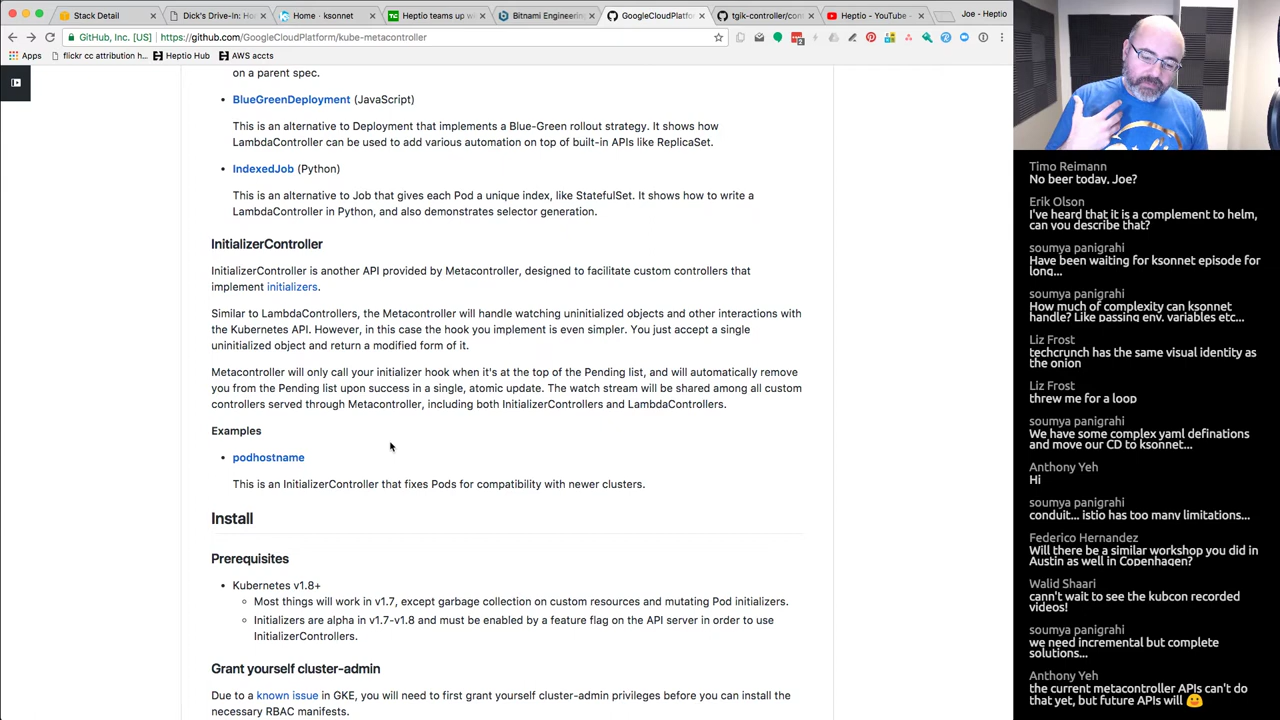 Stack Detail
Dick's Drive-In: Ho
Home · ksonnet
Heptio teams up wi
Bitnami Engineering
GoogleCloudPlatfor
tgik-controller/con
Heptio - YouTube
Joe - Heptio
GitHub, Inc. [US] https://github.com/GoogleCloudPlatform/kube-metacontroller
Apps flickr cc attribution h... Heptio Hub AWS accts
on a parent spec.
• BlueGreenDeployment (JavaScript)
This is an alternative to Deployment that implements a Blue-Green rollout strategy. It shows how
LambdaController can be used to add various automation on top of built-in APIs like ReplicaSet.
• IndexedJob (Python)
This is an alternative to Job that gives each Pod a unique index, like StatefulSet. It shows how to write a
LambdaController in Python, and also demonstrates selector generation.
InitializerController
InitializerController is another API provided by Metacontroller, designed to facilitate custom controllers that
implement initializers.
Similar to LambdaController, the Metacontroller will handle watching uninitialized objects and other interactions with
the Kubernetes API. However, in this case the hook you implement is even simpler. You just accept a single
uninitialized object and return a modified form of it.
Metacontroller will only call your initializer hook when it's at the top of the Pending list, and will automatically remove
you from the Pending list upon success in a single, atomic update. The watch stream will be shared among all custom
controllers served through Metacontroller, including both InitializerControllers and LambdaControllers.
Examples
• podhostname
This is an InitializerController that fixes Pods for compatibility with newer clusters.
Install
Prerequisites
• Kubernetes v1.8+
Most things will work in v1.7, except garbage collection on custom resources and mutating Pod initializers.
Initializers are alpha in v1.7-v1.8 and must be enabled by a feature flag on the API server in order to use
InitializerControllers.
Grant yourself cluster-admin
Due to a known issue in GKE, you will need to first grant yourself cluster-admin privileges before you can install the
necessary RBAC manifests.
Timo Reimann
No beer today, Joe?
Erik Olson
I've heard that it is a complement to helm,
can you describe that?
soumya panigrahi
Have been waiting for ksonnet episode for
long...
soumya panigrahi
How much of complexity can ksonnet
handle? Like passing env. variables etc...
Liz Frost
techcrunch has the same visual identity as
the onion
Liz Frost
threw me for a loop
soumya panigrahi
We have some complex yaml definations
and move our CD to ksonnet...
Anthony Yeh
Hi
soumya panigrahi
conduit... istio has too many limitations...
Federico Hernandez
Will there be a similar workshop you did in
Austin as well in Copenhagen?
Walid Shaari
cann't wait to see the kubcon recorded
videos!
soumya panigrahi
we need incremental but complete
solutions...
Anthony Yeh
the current metacontroller APIs can't do
that yet, but future APIs will